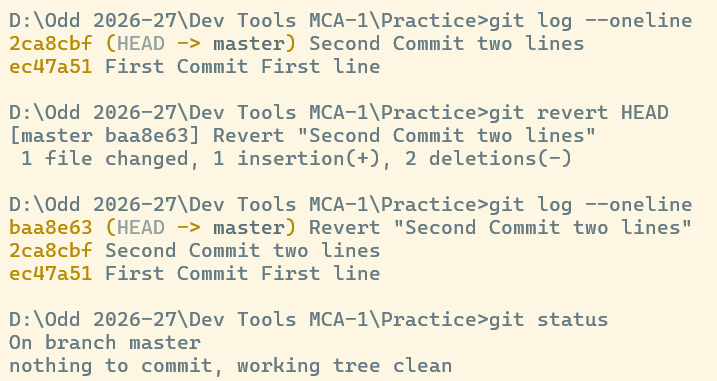 D:\Odd 2026-27\Dev Tools MCA-1\Practice>git log --oneline
2ca8cbf (HEAD -> master) Second Commit two lines
ec47a51 First Commit First line
D:\Odd 2026-27\Dev Tools MCA-1\Practice>git revert HEAD
[master baa8e63] Revert "Second Commit two lines"
 1 file changed, 1 insertion(+), 2 deletions(-)
D:\Odd 2026-27\Dev Tools MCA-1\Practice>git log --oneline
baa8e63 (HEAD -> master) Revert "Second Commit two lines"
2ca8cbf Second Commit two lines
ec47a51 First Commit First line
D:\Odd 2026-27\Dev Tools MCA-1\Practice>git status
On branch master
nothing to commit, working tree clean